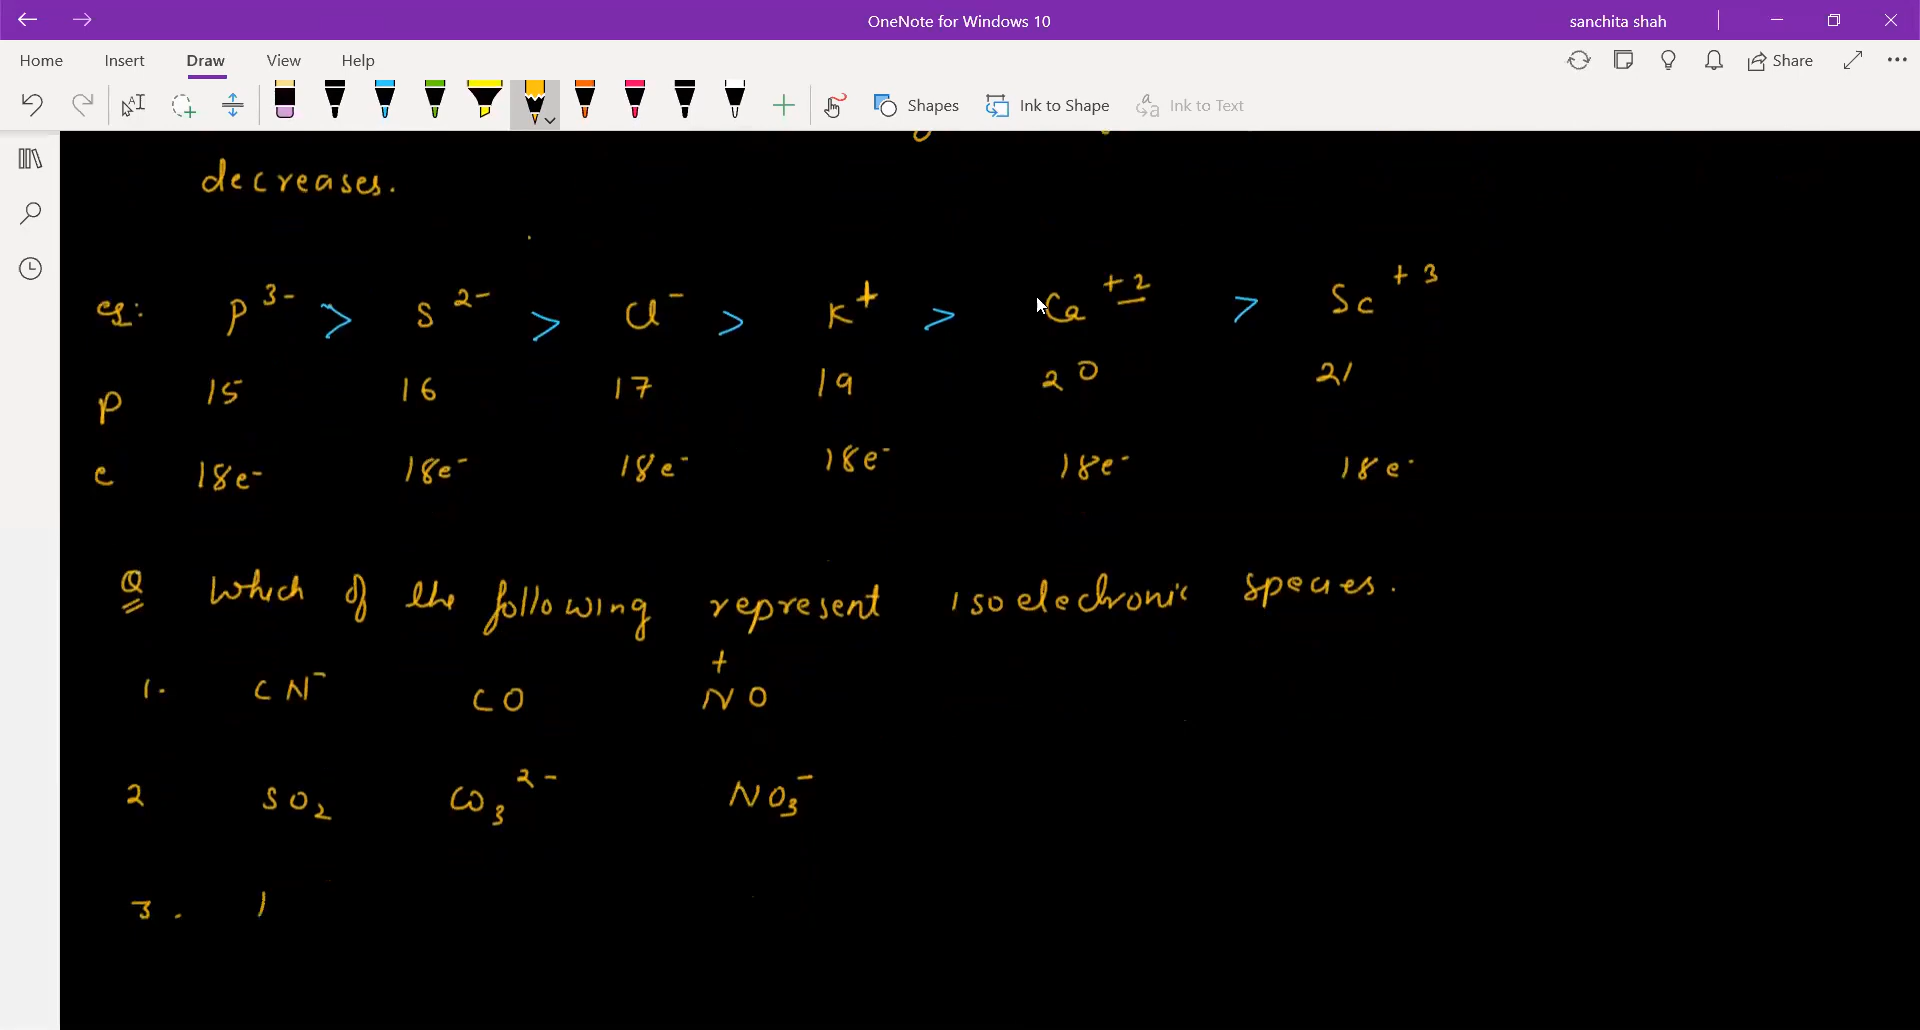 OneNote for Windows 10
sanchita shah
Home Insert Draw View Help
Share
Shapes Ink to Shape Ink to Text
decreases.
eg: P3- > S2- > Cl- > K+ > Ca+2 > Sc+3
p 15 16 17 19 20 21
e 18e- 18e- 18e- 18e- 18e- 18e-
Q Which of the following represent isoelectronic species.
1. CN- CO NO+
2 SO2 CO3 2- NO3-
3.